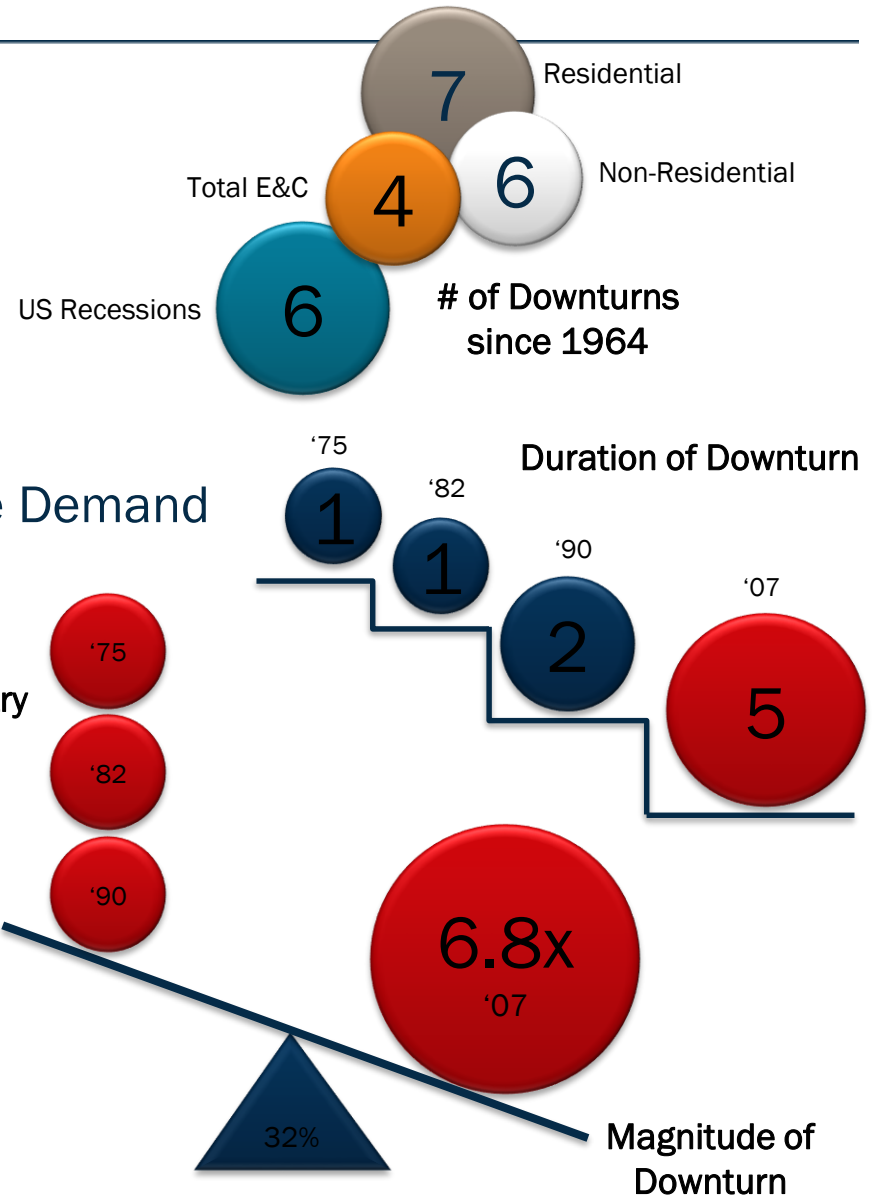 7
Residential
6
Non-Residential
Total E&C
4
US Recessions
6
# of Downturns
since 1964
‘75
1
‘82
1
‘90
2
‘07
5
Duration of Downturn
Demand
‘75
‘82
‘90
6.8x
‘07
32%
Magnitude of
Downturn